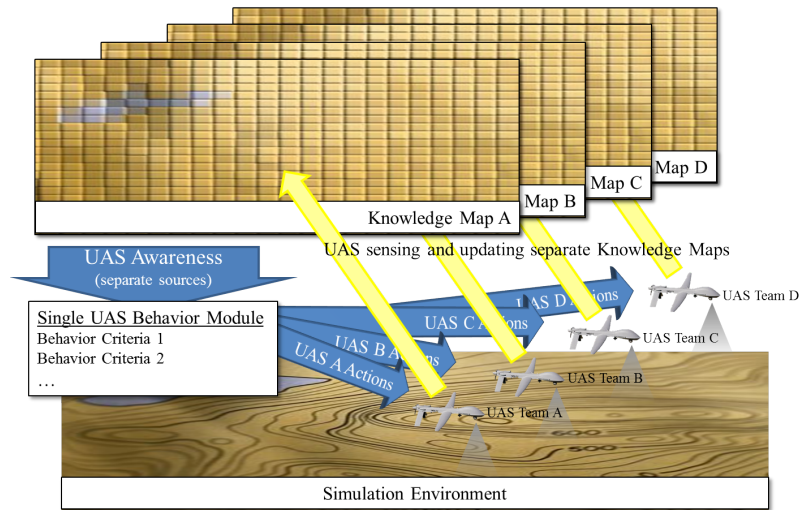 Map D
Map C
Map B
Knowledge Map A
UAS Awareness
(separate sources)
UAS sensing and updating separate Knowledge Maps
Single UAS Behavior Module
Behavior Criteria 1
Behavior Criteria 2
…
UAS D Actions
UAS C Actions
UAS B Actions
UAS A Actions
UAS Team D
UAS Team C
UAS Team B
UAS Team A
Simulation Environment